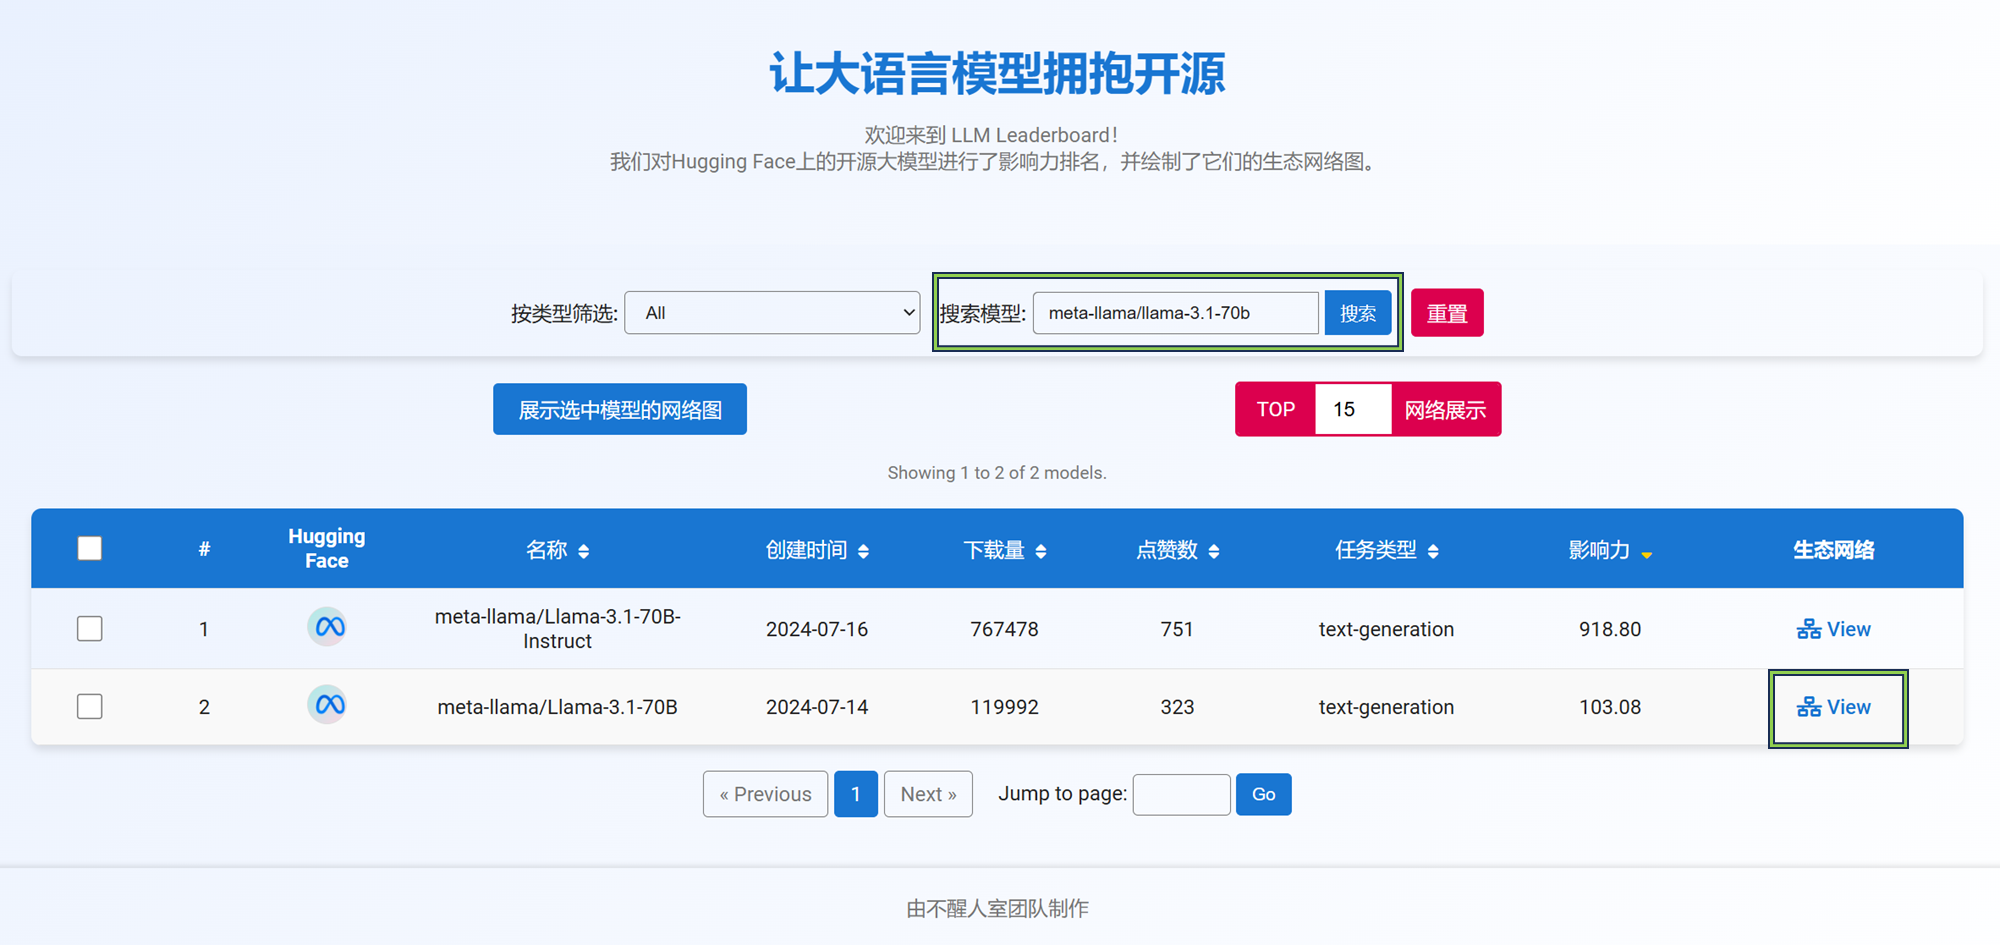 让大语言模型拥抱开源
欢迎来到 LLM Leaderboard！
我们对Hugging Face上的开源大模型进行了影响力排名，并绘制了它们的生态网络图。
按类型筛选: All 搜索模型: meta-llama/llama-3.1-70b 搜索 重置
展示选中模型的网络图 TOP 15 网络展示
Showing 1 to 2 of 2 models.
# Hugging Face 名称 创建时间 下载量 点赞数 任务类型 影响力 生态网络
1 meta-llama/Llama-3.1-70B-Instruct 2024-07-16 767478 751 text-generation 918.80 View
2 meta-llama/Llama-3.1-70B 2024-07-14 119992 323 text-generation 103.08 View
« Previous 1 Next » Jump to page: Go
由不醒人室团队制作